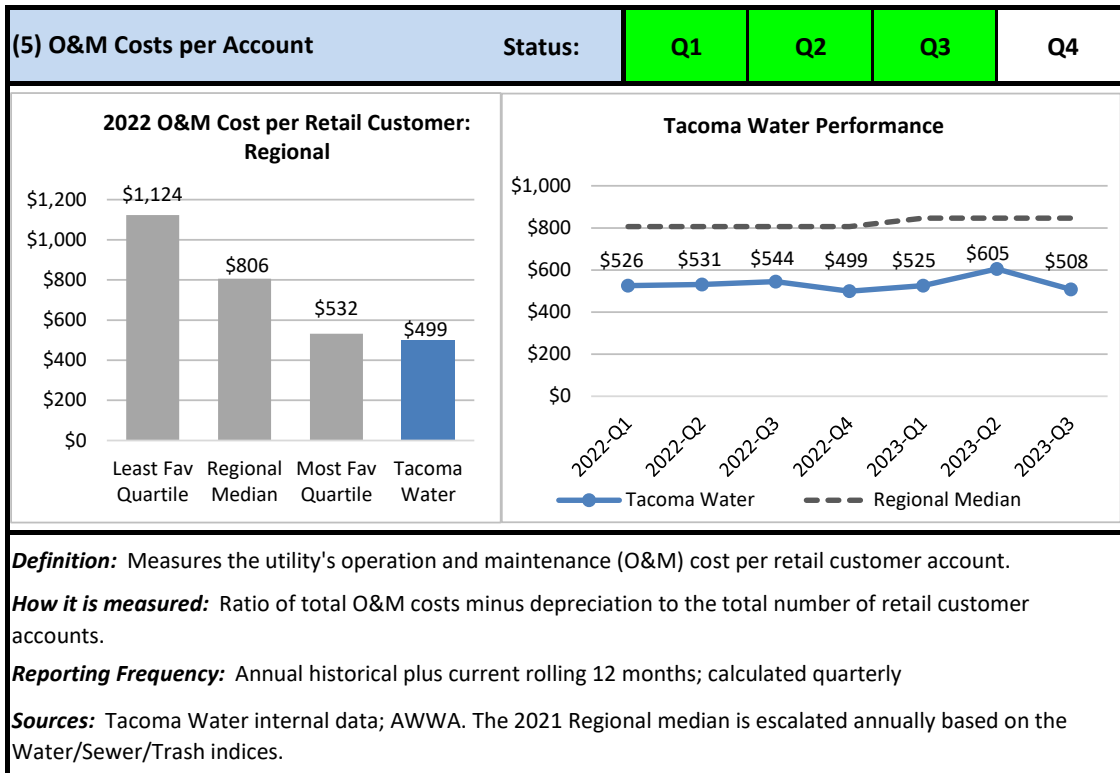 (5) O&M Costs per Account Status: Q1 Q2 Q3 Q4
2022 O&M Cost per Retail Customer:
Regional
$1,200
$1,000
$800
$600
$400
$200
$0
$1,124
$806
$532
$499
Least Fav Regional Most Fav Tacoma
Quartile Median Quartile Water
Tacoma Water Performance
$1,000
$800
$600
$400
$200
$0
$526 $531 $544 $499 $525 $605 $508
2022-Q1 2022-Q2 2022-Q3 2022-Q4 2023-Q1 2023-Q2 2023-Q3
Tacoma Water Regional Median
Definition: Measures the utility's operation and maintenance (O&M) cost per retail customer account.
How it is measured: Ratio of total O&M costs minus depreciation to the total number of retail customer
accounts.
Reporting Frequency: Annual historical plus current rolling 12 months; calculated quarterly
Sources: Tacoma Water internal data; AWWA. The 2021 Regional median is escalated annually based on the
Water/Sewer/Trash indices.